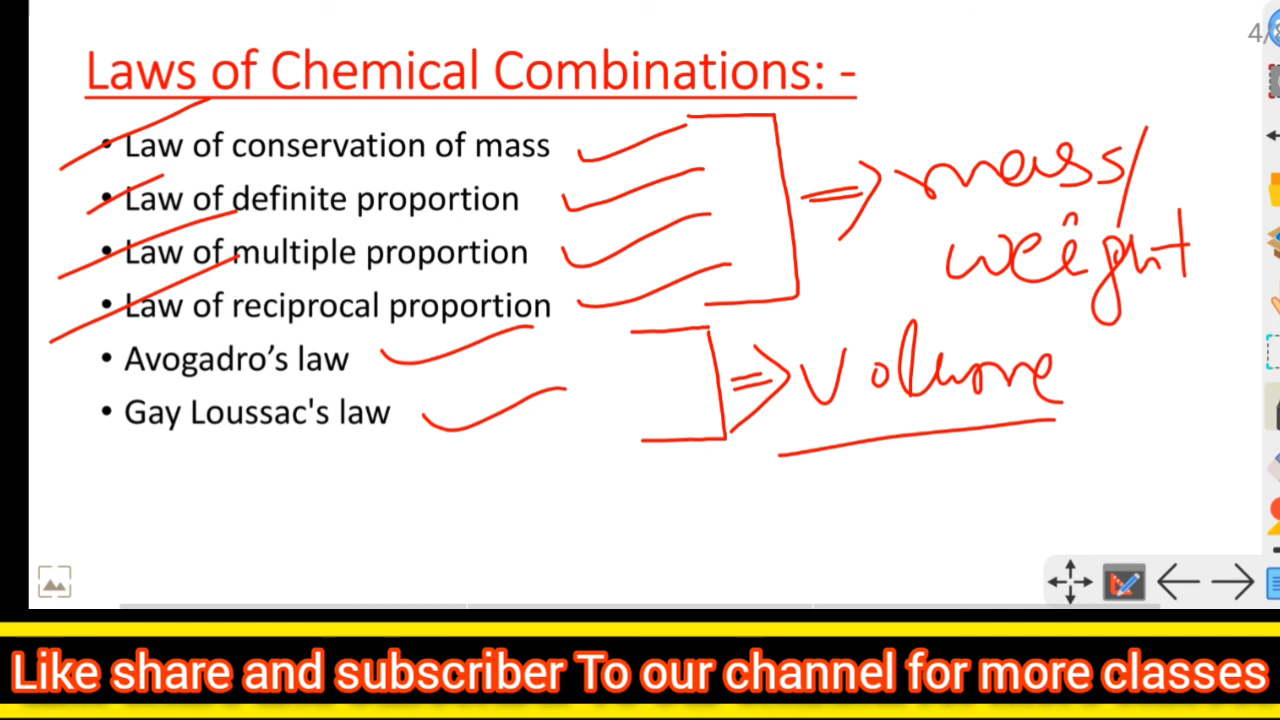 4/
Laws of Chemical Combinations: -
• Law of conservation of mass
• Law of definite proportion
• Law of multiple proportion
• Law of reciprocal proportion
• Avogadro’s law
• Gay Loussac's law
⇒ mass/
weight
⇒ volume
Like share and subscriber To our channel for more classes